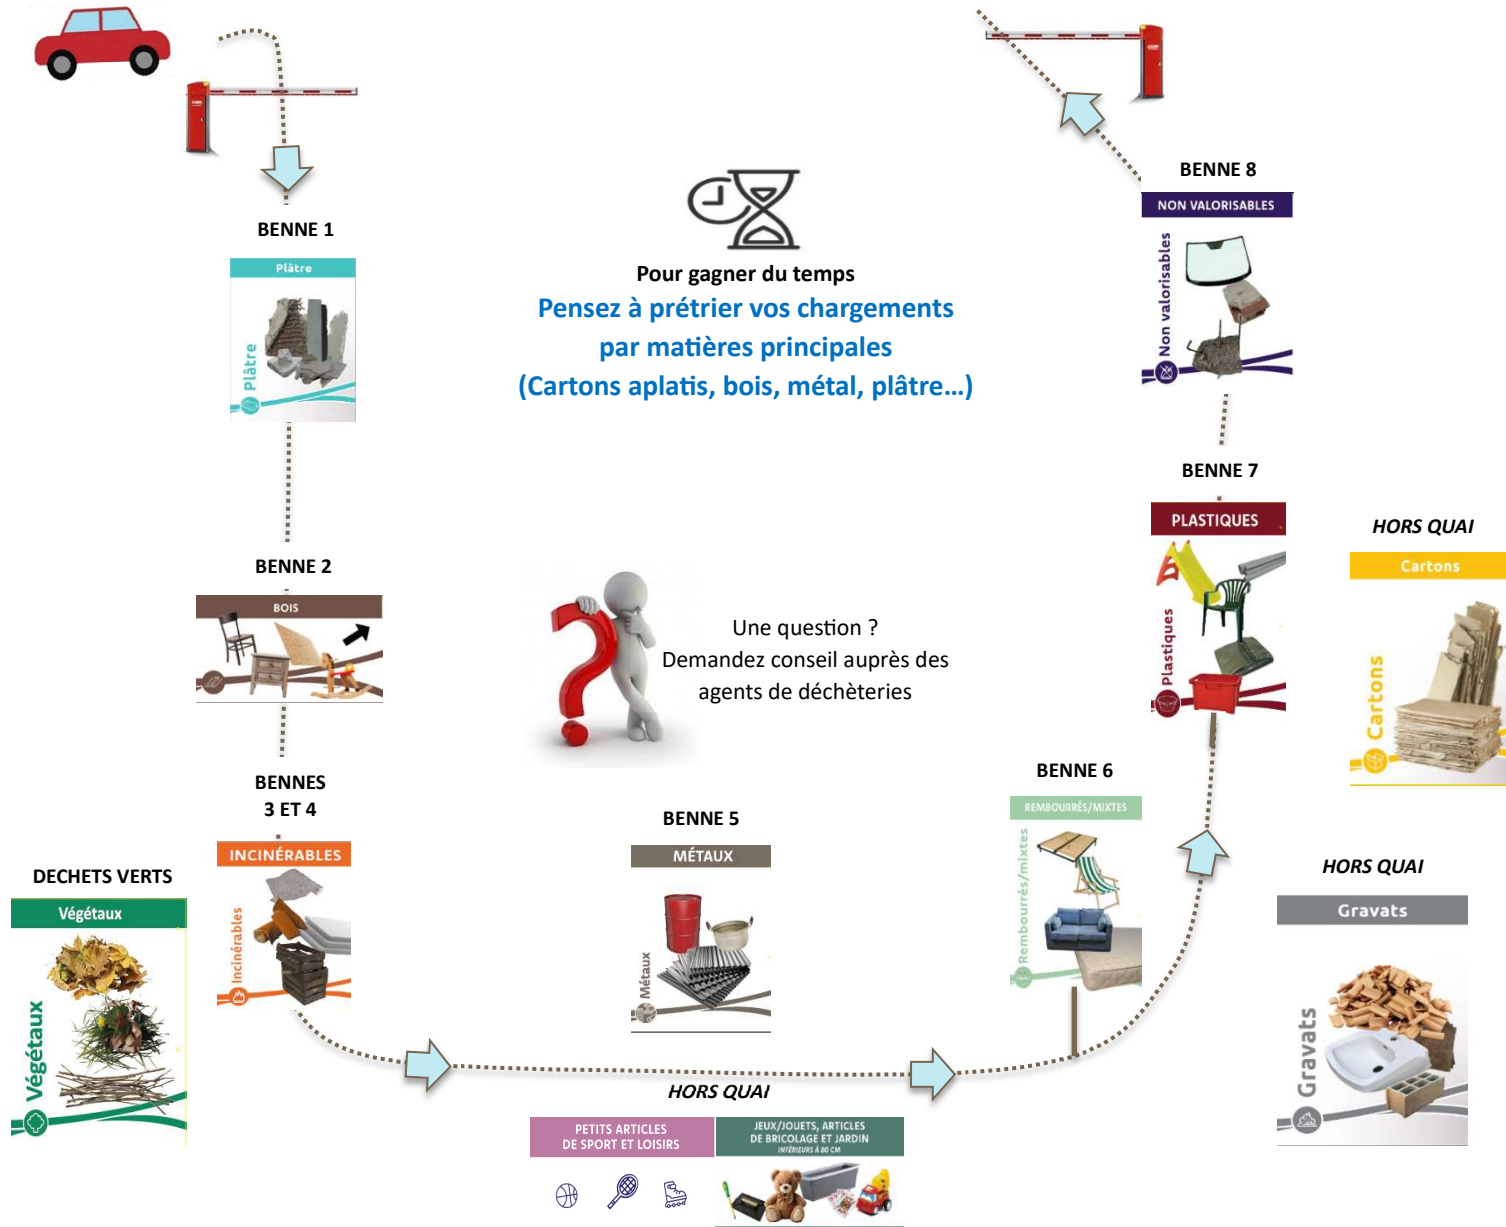 BENNE 1
Plâtre
Plâtre
BENNE 2
BOIS
BENNES
3 ET 4
INCINÉRABLES
Incinérables
DECHETS VERTS
Végétaux
Végétaux
Pour gagner du temps
Pensez à prétrier vos chargements
par matières principales
(Cartons aplatis, bois, métal, plâtre...)
Une question ?
Demandez conseil auprès des
agents de déchèteries
BENNE 5
MÉTAUX
Métaux
HORS QUAI
PETITS ARTICLES
DE SPORT ET LOISIRS
JEUX/JOUETS, ARTICLES
DE BRICOLAGE ET JARDIN
INFÉRIEURS À 80 CM
BENNE 6
REMBOURRÉS/MIXTES
Rembourrés/mixtes
BENNE 7
PLASTIQUES
Plastiques
BENNE 8
NON VALORISABLES
Non valorisables
HORS QUAI
Cartons
Cartons
HORS QUAI
Gravats
Gravats